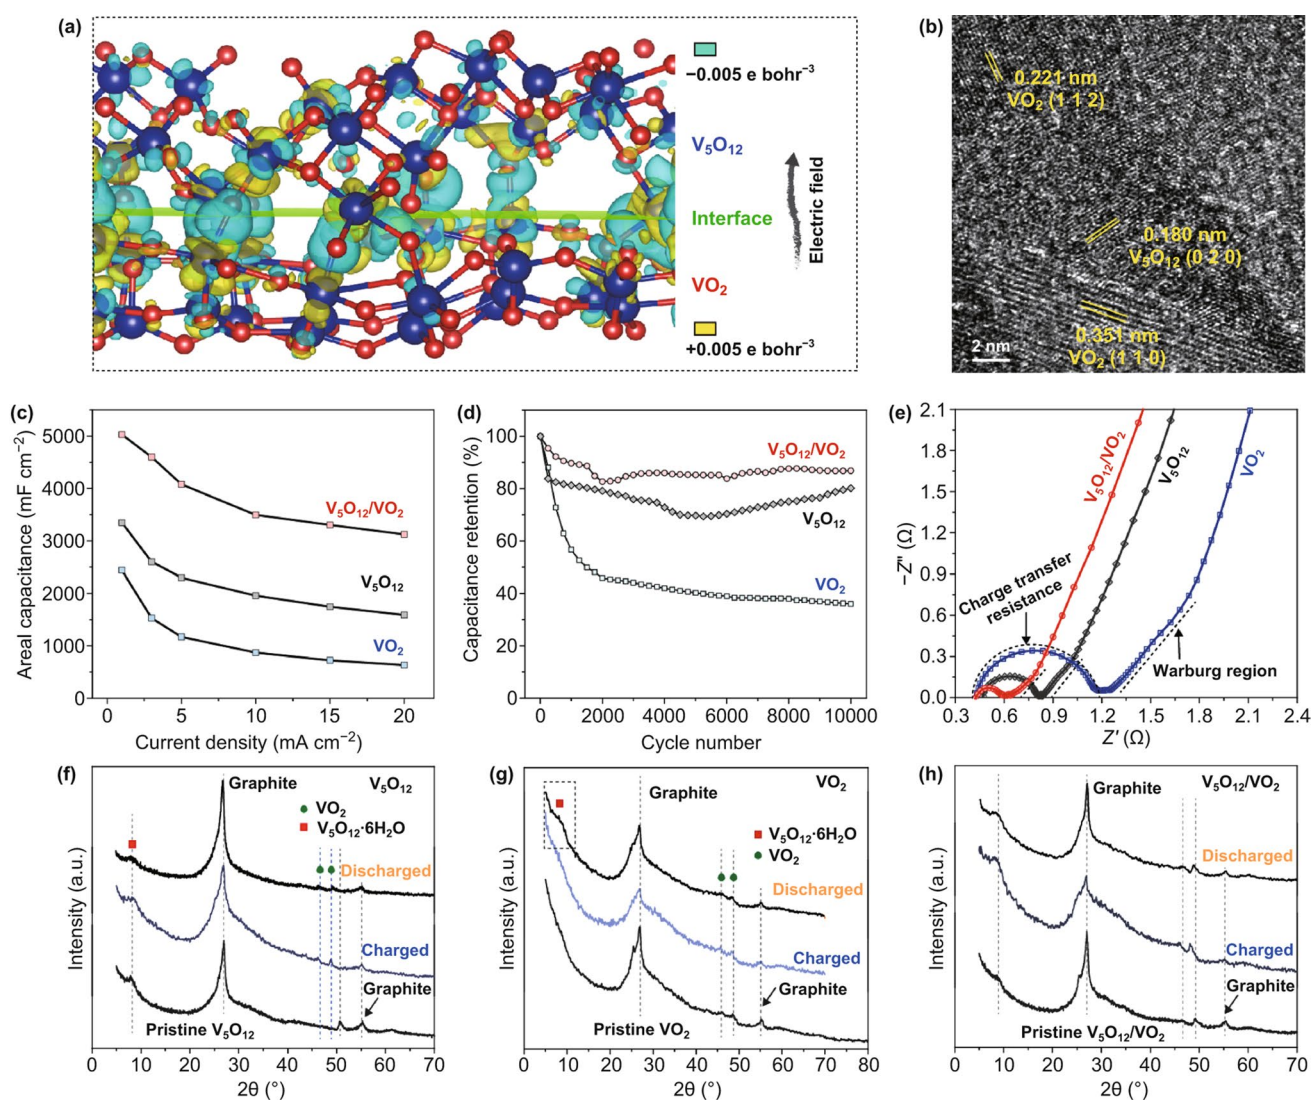 (a)
−0.005 e bohr⁻³
V₅O₁₂
Interface
VO₂
+0.005 e bohr⁻³
Electric field
(b)
0.221 nm
VO₂ (1 1 2)
0.180 nm
V₅O₁₂ (0 2 0)
0.351 nm
VO₂ (1 1 0)
2 nm
(c)
Areal capacitance (mF cm⁻²)
5000
4000
3000
2000
1000
0
V₅O₁₂/VO₂
V₅O₁₂
VO₂
0 5 10 15 20
Current density (mA cm⁻²)
(d)
Capacitance retention (%)
100
80
60
40
20
0
V₅O₁₂/VO₂
V₅O₁₂
VO₂
0 2000 4000 6000 8000 10000
Cycle number
(e)
−Z″ (Ω)
2.1
1.8
1.5
1.2
0.9
0.6
0.3
0.0
V₅O₁₂/VO₂
V₅O₁₂
VO₂
Charge transfer
resistance
Warburg region
0.3 0.6 0.9 1.2 1.5 1.8 2.1 2.4
Z′ (Ω)
(f)
Intensity (a.u.)
Graphite
V₅O₁₂
VO₂
V₅O₁₂·6H₂O
Discharged
Charged
Graphite
Pristine V₅O₁₂
0 10 20 30 40 50 60 70
2θ (°)
(g)
Intensity (a.u.)
VO₂
Graphite
V₅O₁₂·6H₂O
VO₂
Discharged
Charged
Graphite
Pristine VO₂
0 10 20 30 40 50 60 70 80
2θ (°)
(h)
Intensity (a.u.)
Graphite
V₅O₁₂/VO₂
Discharged
Charged
Graphite
Pristine V₅O₁₂/VO₂
0 10 20 30 40 50 60 70
2θ (°)